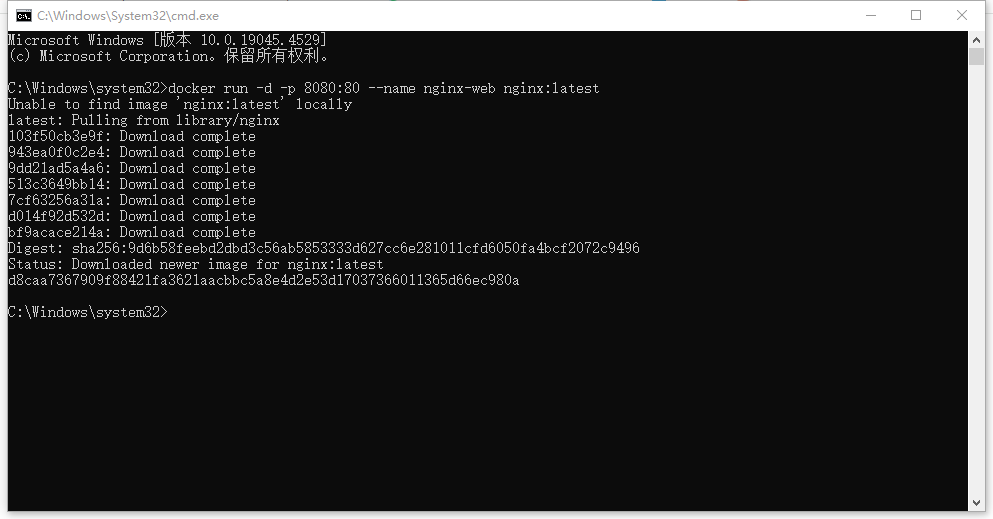 C:\Windows\System32\cmd.exe
Microsoft Windows [版本 10.0.19045.4529]
(c) Microsoft Corporation。保留所有权利。
C:\Windows\system32>docker run -d -p 8080:80 --name nginx-web nginx:latest
Unable to find image 'nginx:latest' locally
latest: Pulling from library/nginx
103f50cb3e9f: Download complete
943ea0f0c2e4: Download complete
9dd21ad5a4a6: Download complete
513c3649bb14: Download complete
7cf63256a31a: Download complete
d014f92d532d: Download complete
bf9acace214a: Download complete
Digest: sha256:9d6b58feebd2dbd3c56ab5853333d627cc6e281011cfd6050fa4bcf2072c9496
Status: Downloaded newer image for nginx:latest
d8caa7367909f88421fa3621aacbbc5a8e4d2e53d17037366011365d66ec980a
C:\Windows\system32>